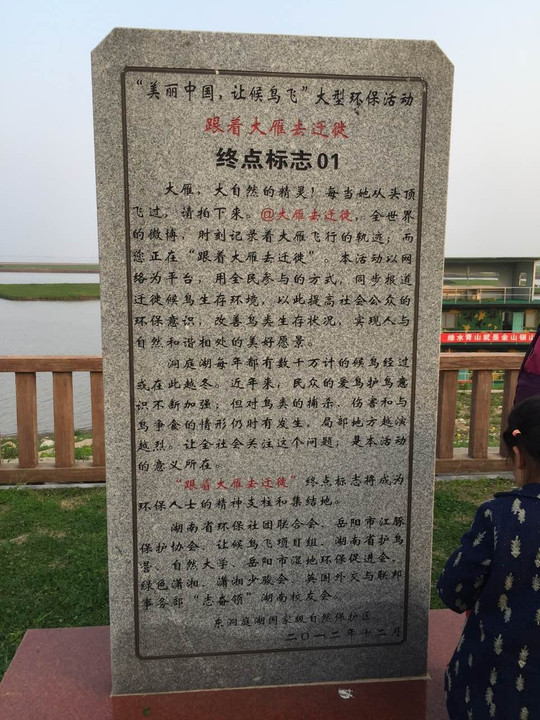 “美丽中国，让候鸟飞”大型环保活动
跟着大雁去迁徙
终点标志01
大雁，大自然的精灵！每当她从头顶
飞过，请拍下来。@大雁去迁徙，全世界
的微博，时刻记录着大雁飞行的轨迹；而
您正在“跟着大雁去迁徙”。本活动以网
络为平台，用全民参与的方式，同步报道
迁徙候鸟生存环境，以此提高社会公众的
环保意识，改善鸟类生存状况，实现人与
自然和谐相处的美好愿景。
洞庭湖每年都有数千万计的候鸟经过
或在此越冬。近年来，民众的爱鸟护鸟意
识不断加强；但对鸟类的捕杀、伤害和与
鸟争食的情形仍时有发生，局部地方越演
越烈。让全社会关注这个问题，是本活动
的意义所在。
“跟着大雁去迁徙”终点标志将成为
环保人士的精神支柱和集结地。
湖南省环保社团联合会、岳阳市江豚
保护协会、让候鸟飞项目组、湖南省护鸟
营、自然大学、岳阳市湿地环保促进会、
绿色潇湘、潇湘少骏会、英国外交与联邦
事务部“志奋领”湖南校友会。
东洞庭湖国家级自然保护区
二〇一二年十二月
绿水青山就是金山银山